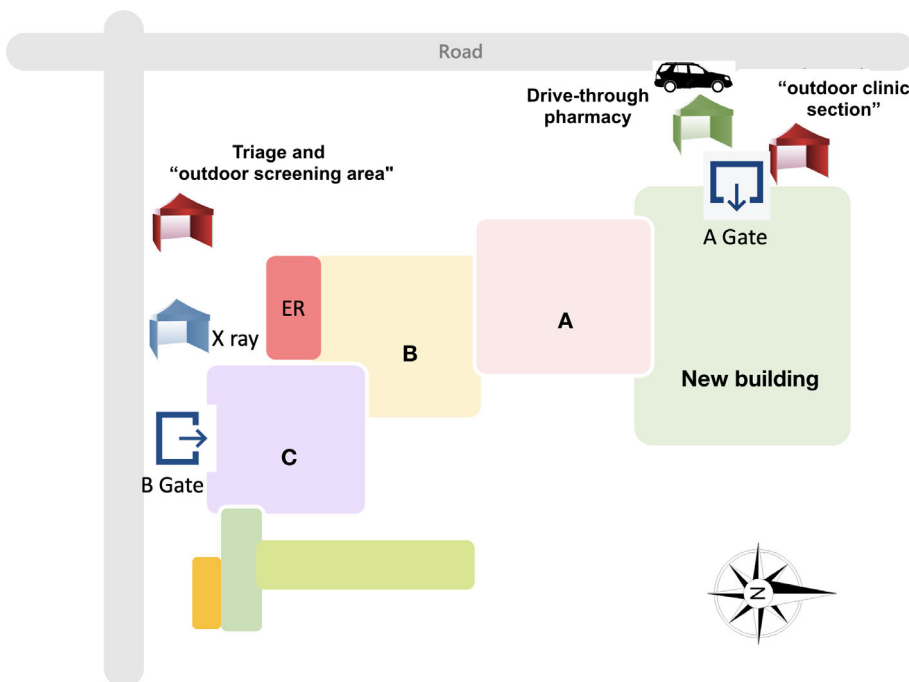 Road
Drive-through
pharmacy
“outdoor clinic
section”
Triage and
“outdoor screening area"
A Gate
ER
X ray
B
A
New building
C
B Gate
N